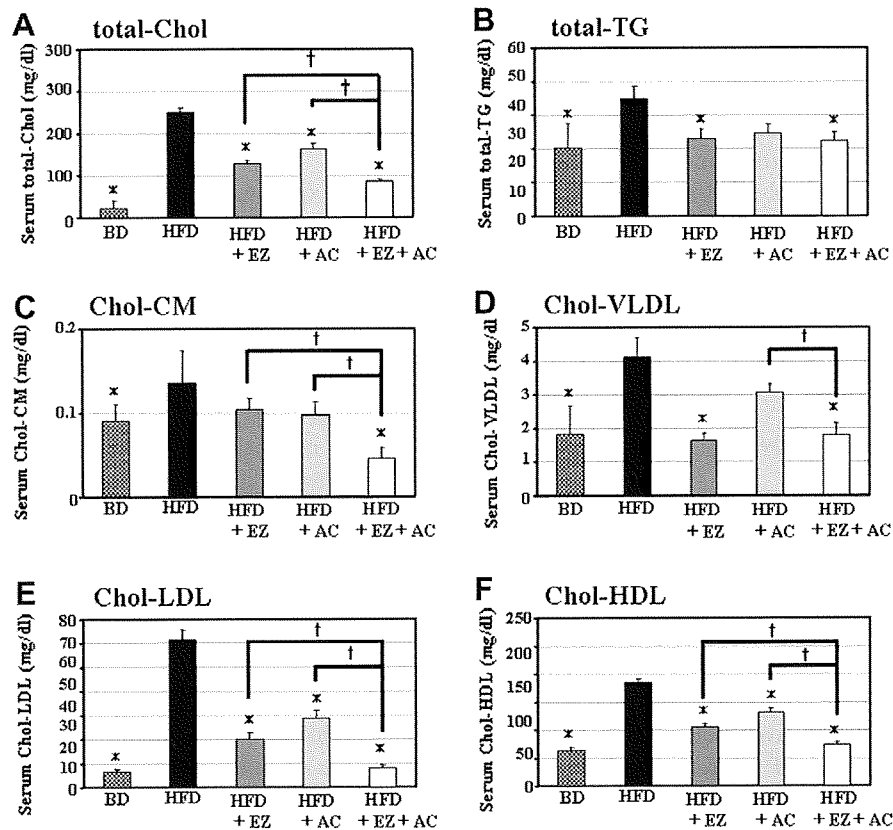 A
total-Chol
Serum total-Chol (mg/dl)
300
300
200
100
0
†
†
×
×
×
×
BD
HFD
HFD
+ EZ
HFD
+ AC
HFD
+ EZ + AC
B
total-TG
Serum total-TG (mg/dl)
60
50
40
30
20
10
0
×
×
×
BD
HFD
HFD
+ EZ
HFD
+ AC
HFD
+ EZ + AC
C
Chol-CM
Serum Chol-CM (mg/dl)
0.2
0.1
0
†
†
×
×
BD
HFD
HFD
+ EZ
HFD
+ AC
HFD
+ EZ + AC
D
Chol-VLDL
Serum Chol-VLDL (mg/dl)
5
4
3
2
1
0
†
×
×
×
BD
HFD
HFD
+ EZ
HFD
+ AC
HFD
+ EZ + AC
E
Chol-LDL
Serum Chol-LDL (mg/dl)
80
70
60
30
20
10
0
†
†
×
×
×
×
BD
HFD
HFD
+ EZ
HFD
+ AC
HFD
+ EZ + AC
F
Chol-HDL
Serum Chol-HDL (mg/dl)
250
150
100
50
0
†
†
×
×
×
×
BD
HFD
HFD
+ EZ
HFD
+ AC
HFD
+ EZ + AC